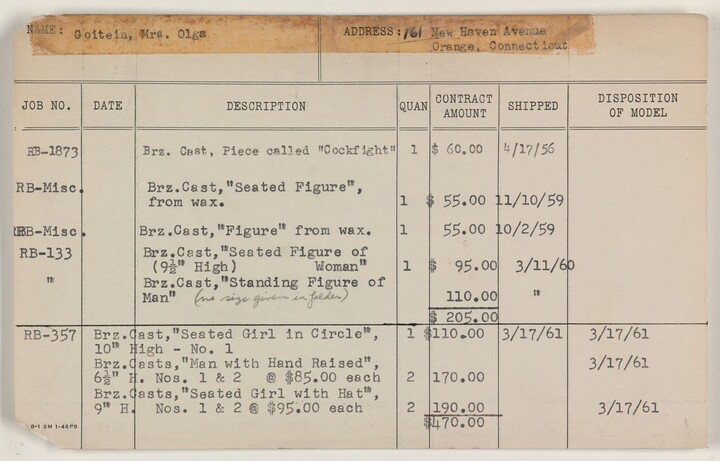 NAME: Goitein, Mrs. Olga ADDRESS: 161 New Haven Avenue
Orange, Connecticut
JOB NO. DATE DESCRIPTION QUAN CONTRACT AMOUNT SHIPPED DISPOSITION OF MODEL
RB-1873 Brz. Cast, Piece called "Cockfight" 1 $ 60.00 4/17/56
RB-Misc. Brz.Cast,"Seated Figure",
from wax. 1 $ 55.00 11/10/59
RB-Misc. Brz.Cast,"Figure" from wax. 1 55.00 10/2/59
RB-133 Brz.Cast,"Seated Figure of
(9½" High) Woman" 1 $ 95.00 3/11/60
" Brz.Cast,"Standing Figure of
Man" (no size given in folder) 110.00 "
$ 205.00
RB-357 Brz.Cast,"Seated Girl in Circle", 1 $110.00 3/17/61 3/17/61
10" High - No. 1
Brz.Casts,"Man with Hand Raised", 3/17/61
6½" H. Nos. 1 & 2 @ $85.00 each 2 170.00
Brz.Casts,"Seated Girl with Hat",
9" H. Nos. 1 & 2 @ $95.00 each 2 190.00 3/17/61
$470.00